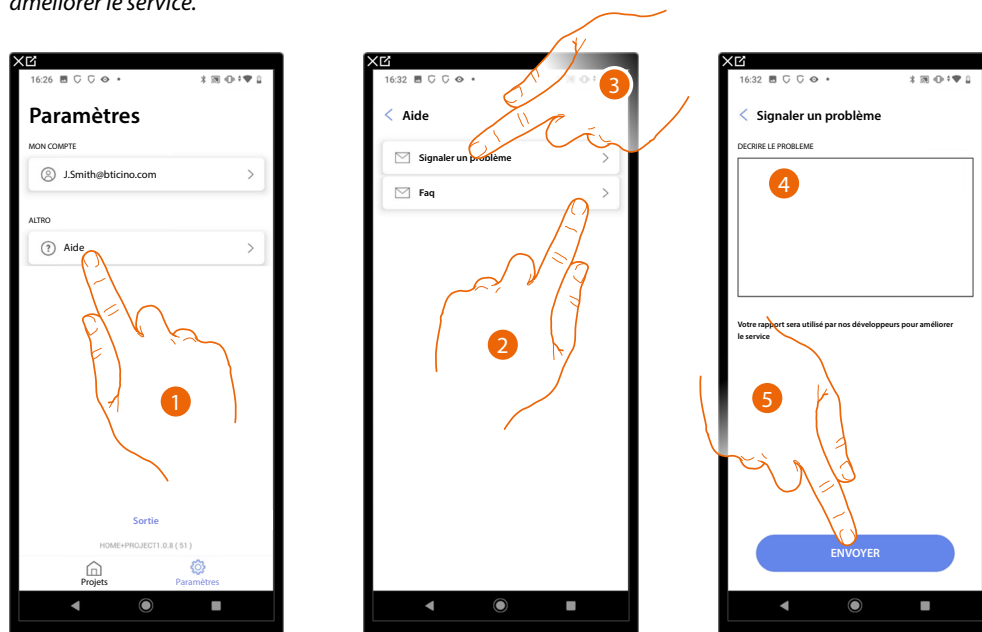 améliorer le service.
16:26
Paramètres
MON COMPTE
J.Smith@bticino.com
ALTRO
Aide
1
Sortie
HOME+PROJECT1.0.8 ( 51 )
Projets
Paramètres
16:32
3
Aide
Signaler un problème
Faq
2
16:32
Signaler un problème
DECRIRE LE PROBLEME
4
Votre rapport sera utilisé par nos développeurs pour améliorer
le service
5
ENVOYER